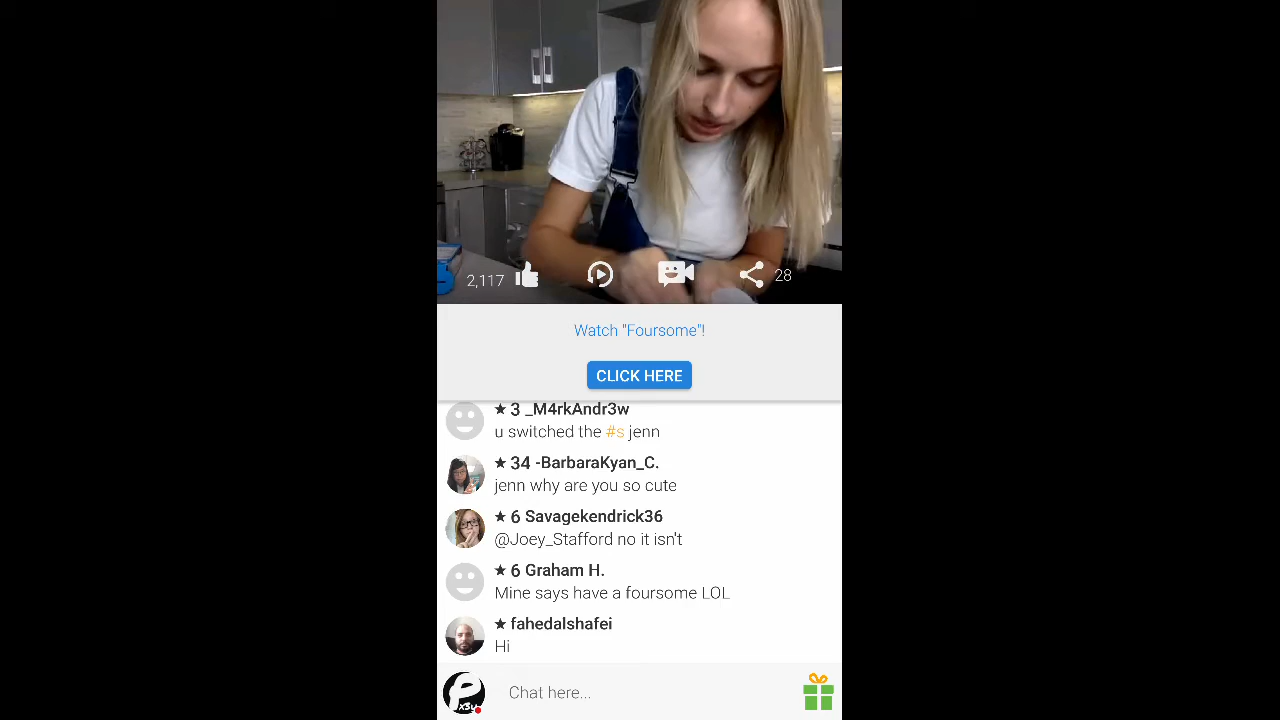 2,117
28
Watch "Foursome"!
CLICK HERE
★ 3 _M4rkAndr3w
u switched the #s jenn
★ 34 -BarbaraKyan_C.
jenn why are you so cute
★ 6 Savagekendrick36
@Joey_Stafford no it isn't
★ 6 Graham H.
Mine says have a foursome LOL
★ fahedalshafei
Hi
Chat here...